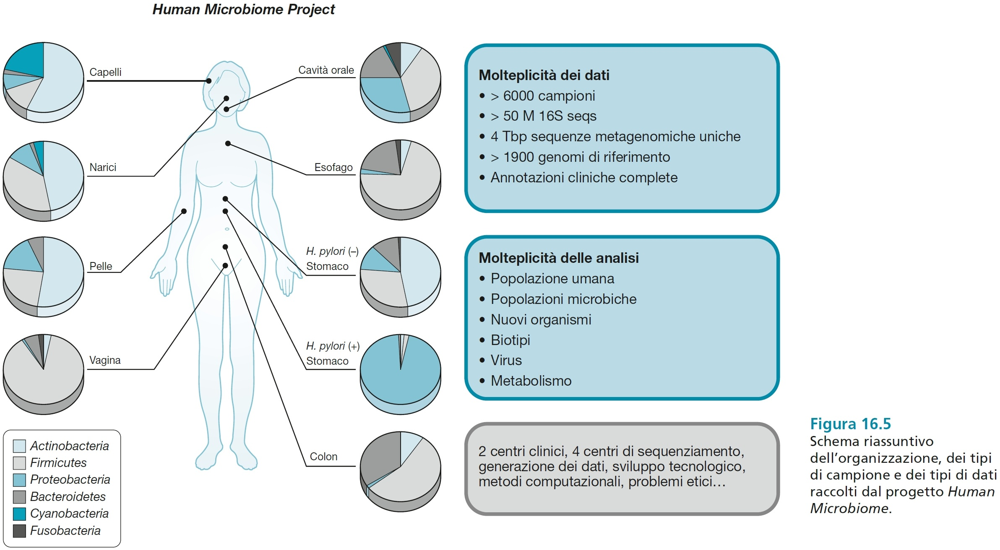 Human Microbiome Project
Capelli
Narici
Pelle
Vagina
Cavità orale
Esofago
H. pylori (–)
Stomaco
H. pylori (+)
Stomaco
Colon
Actinobacteria
Firmicutes
Proteobacteria
Bacteroidetes
Cyanobacteria
Fusobacteria
Molteplicità dei dati
• > 6000 campioni
• > 50 M 16S seqs
• 4 Tbp sequenze metagenomiche uniche
• > 1900 genomi di riferimento
• Annotazioni cliniche complete
Molteplicità delle analisi
• Popolazione umana
• Popolazioni microbiche
• Nuovi organismi
• Biotipi
• Virus
• Metabolismo
2 centri clinici, 4 centri di sequenziamento,
generazione dei dati, sviluppo tecnologico,
metodi computazionali, problemi etici...
Figura 16.5
Schema riassuntivo
dell’organizzazione, dei tipi
di campione e dei tipi di dati
raccolti dal progetto Human
Microbiome.